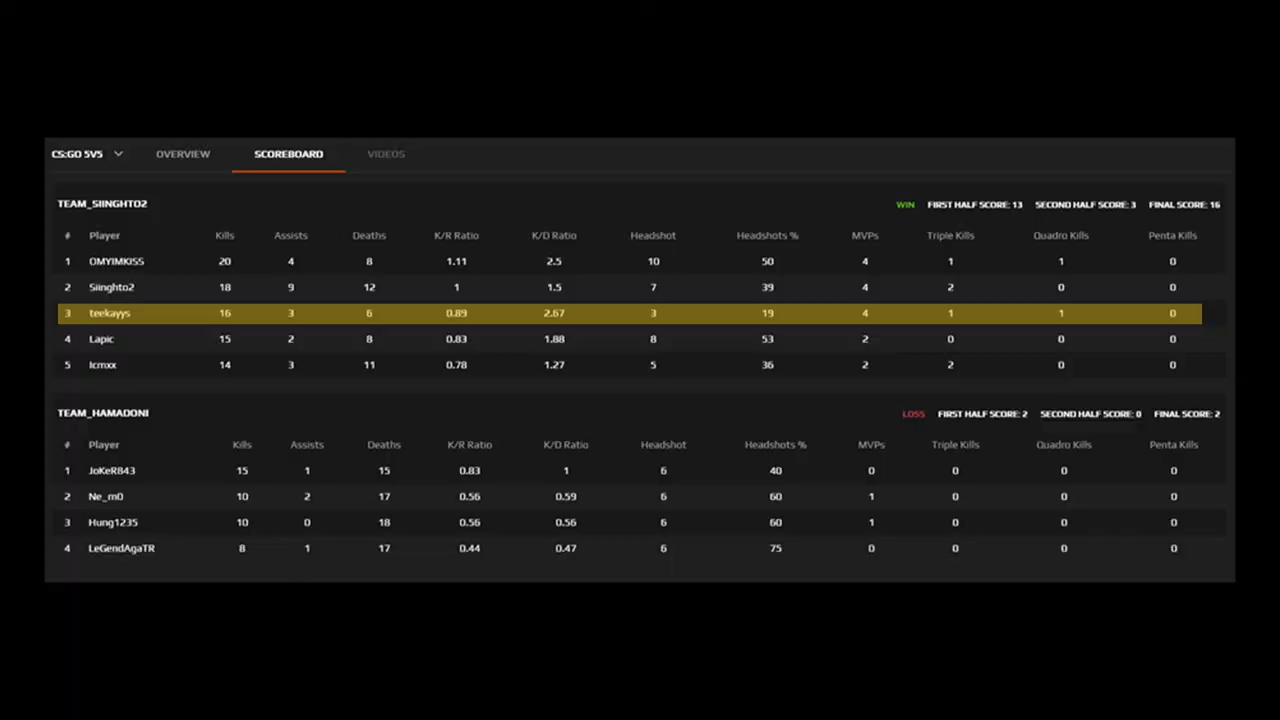 CS:GO 5V5 OVERVIEW SCOREBOARD VIDEOS
TEAM_SIINGHTO2 WIN FIRST HALF SCORE: 13 SECOND HALF SCORE: 3 FINAL SCORE: 16
# Player Kills Assists Deaths K/R Ratio K/D Ratio Headshot Headshots % MVPs Triple Kills Quadro Kills Penta Kills
1 OMYIMKISS 20 4 8 1.11 2.5 10 50 4 1 1 0
2 Siinghto2 18 9 12 1 1.5 7 39 4 2 0 0
3 teekayys 16 3 6 0.89 2.67 3 19 4 1 1 0
4 Lapic 15 2 8 0.83 1.88 8 53 2 0 0 0
5 Icmxx 14 3 11 0.78 1.27 5 36 2 2 0 0
TEAM_HAMADONI LOSS FIRST HALF SCORE: 2 SECOND HALF SCORE: 0 FINAL SCORE: 2
# Player Kills Assists Deaths K/R Ratio K/D Ratio Headshot Headshots % MVPs Triple Kills Quadro Kills Penta Kills
1 JoKeR843 15 1 15 0.83 1 6 40 0 0 0 0
2 Ne_m0 10 2 17 0.56 0.59 6 60 1 0 0 0
3 Hung1235 10 0 18 0.56 0.56 6 60 1 0 0 0
4 LeGendAgaTR 8 1 17 0.44 0.47 6 75 0 0 0 0